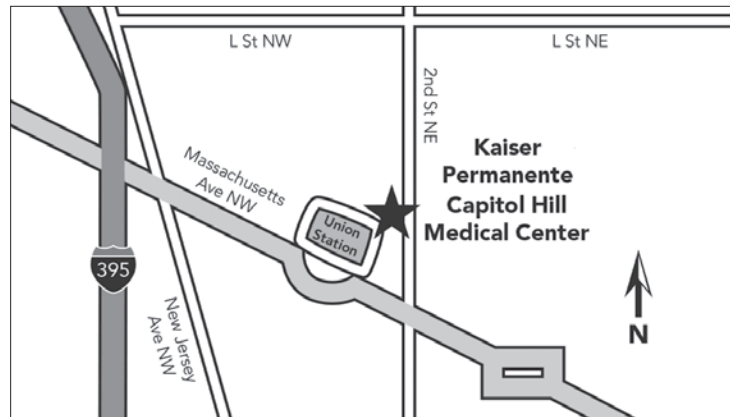 L St NW
L St NE
2nd St NE
Kaiser
Permanente
Capitol Hill
Medical Center
Massachusetts
Ave NW
Union
Station
395
New Jersey
Ave NW
N